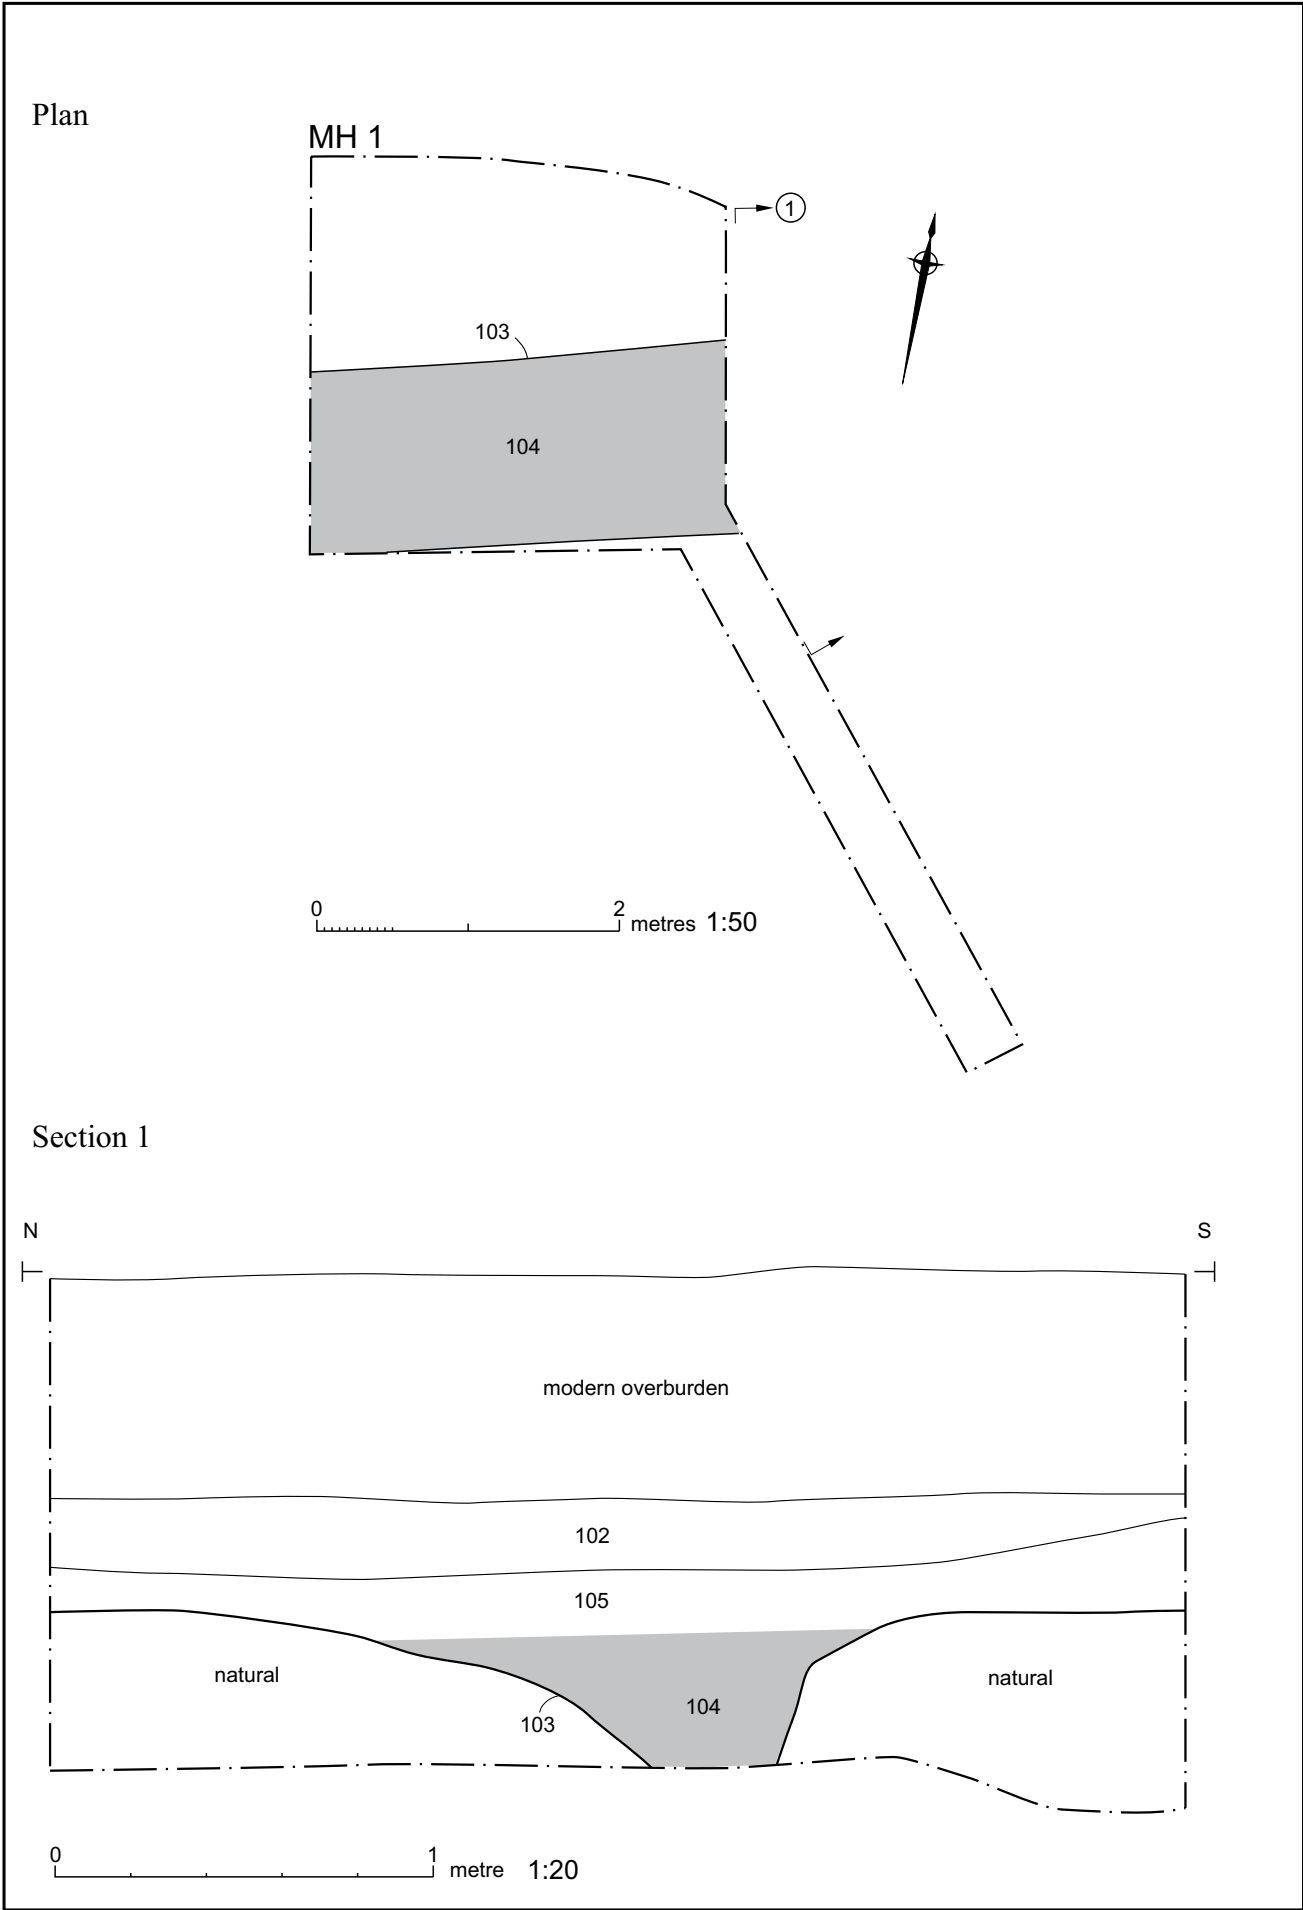 Plan
MH 1
1
103
104
0 2
metres 1:50
Section 1
N S
modern overburden
102
105
natural natural
104
103
0 1
metre 1:20